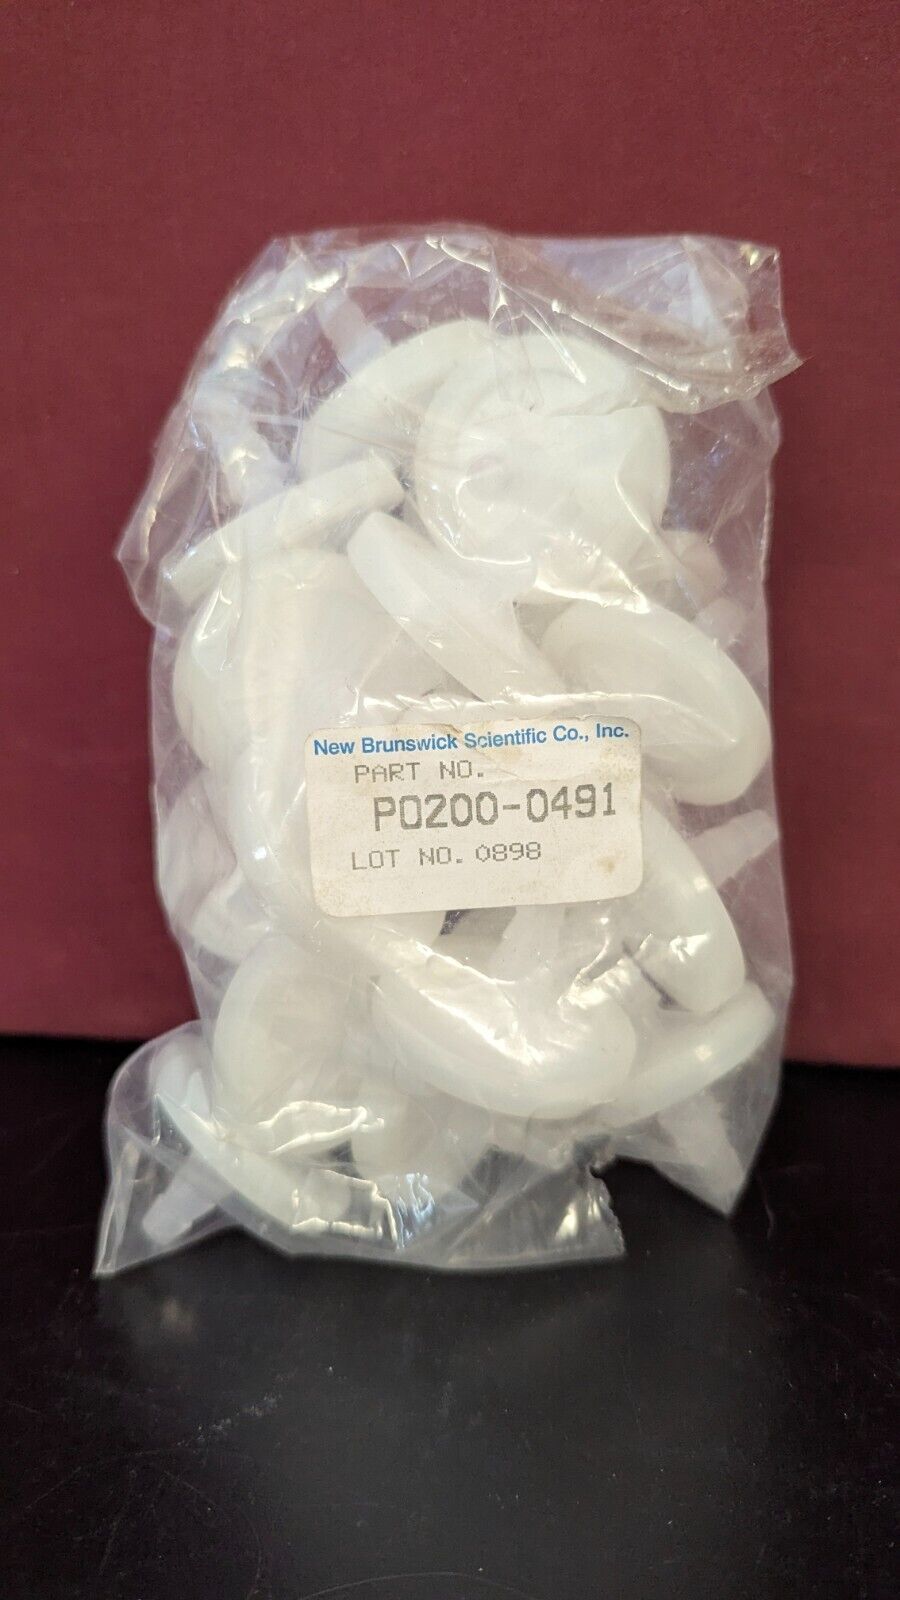 New Brunswick Scientific Co., Inc.
PART NO.
P0200-0491
LOT NO. 0898